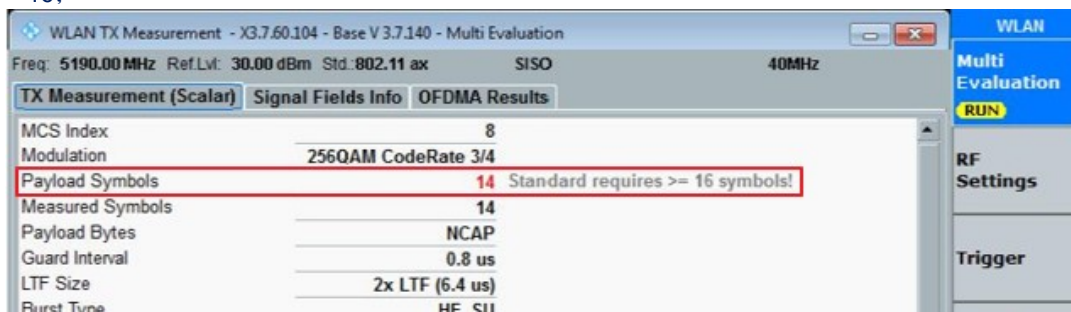 WLAN TX Measurement - X3.7.60.104 - Base V 3.7.140 - Multi Evaluation
WLAN
Freq: 5190.00 MHz Ref.Lvl: 30.00 dBm Std.:802.11 ax SISO 40MHz
Multi Evaluation
RUN
TX Measurement (Scalar) Signal Fields Info OFDMA Results
MCS Index 8
Modulation 256QAM CodeRate 3/4
RF Settings
Payload Symbols 14 Standard requires >= 16 symbols!
Measured Symbols 14
Payload Bytes NCAP
Guard Interval 0.8 us
Trigger
LTF Size 2x LTF (6.4 us)
Burst Type HE_SU